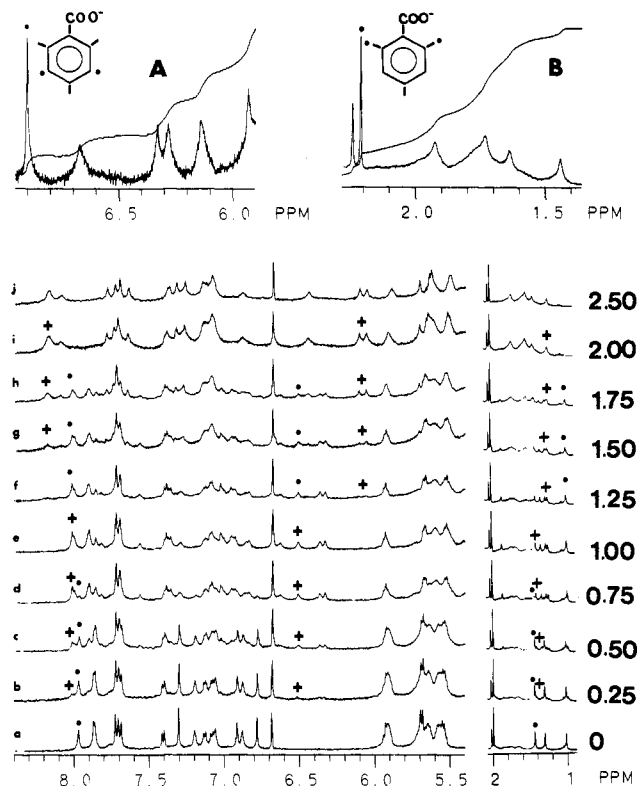 COO⁻
COO⁻
A
B
6.5 6.0 PPM
2.0 1.5 PPM
j 2.50
i 2.00
h 1.75
g 1.50
f 1.25
e 1.00
d 0.75
c 0.50
b 0.25
a 0
8.0 7.5 7.0 6.5 6.0 5.5 2 1 PPM